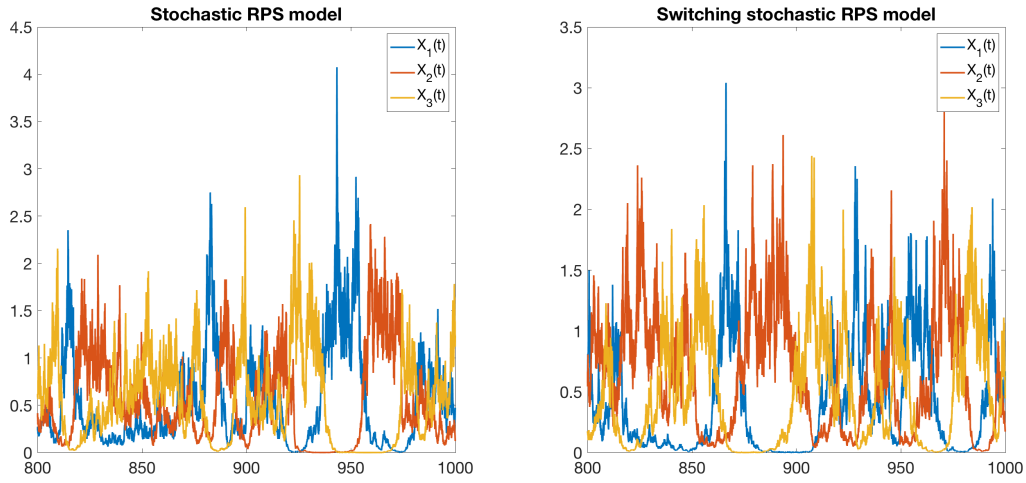 Stochastic RPS model
4.5
4
3.5
3
2.5
2
1.5
1
0.5
0
800 850 900 950 1000
X1(t)
X2(t)
X3(t)
Switching stochastic RPS model
3.5
3
2.5
2
1.5
1
0.5
0
800 850 900 950 1000
X1(t)
X2(t)
X3(t)